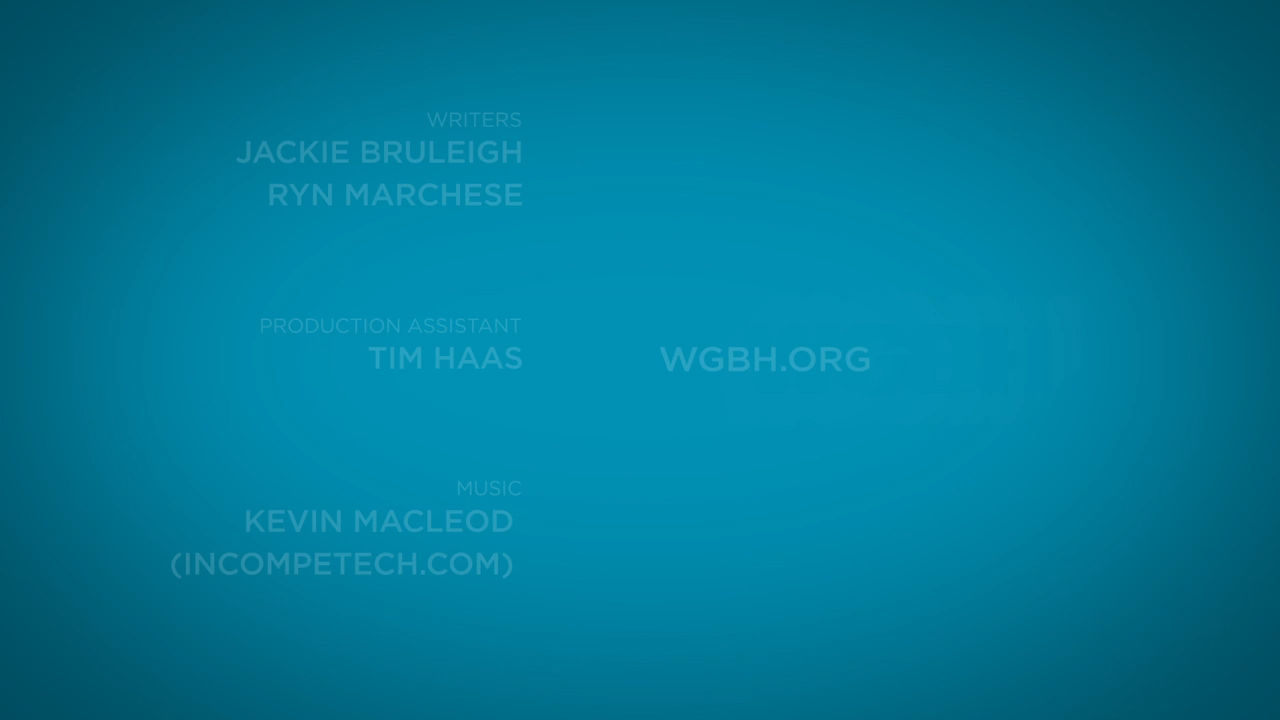 WRITERS
JACKIE BRULEIGH
RYN MARCHESE
PRODUCTION ASSISTANT
TIM HAAS
MUSIC
KEVIN MACLEOD
(INCOMPETECH.COM)
WGBH.ORG